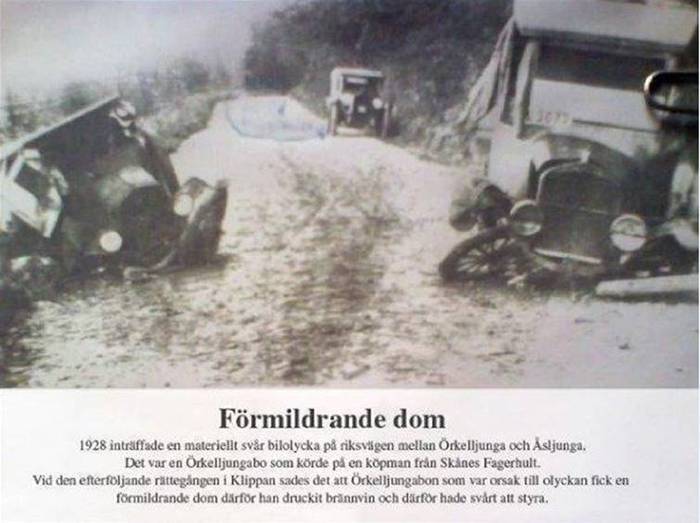 Förmildrande dom
1928 inträffade en materiellt svår bilolycka på riksvägen mellan Örkelljunga och Åsljunga.
Det var en Örkelljungabo som körde på en köpman från Skånes Fagerhult.
Vid den efterföljande rättegången i Klippan sades det att Örkelljungabon som var orsak till olyckan fick en
förmildrande dom därför han druckit brännvin och därför hade svårt att styra.